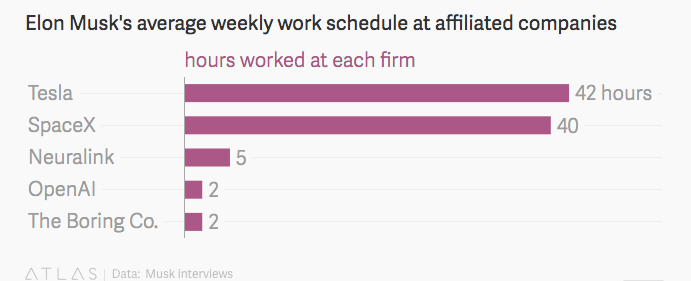 Elon Musk's average weekly work schedule at affiliated companies
hours worked at each firm
Tesla 42 hours
SpaceX 40
Neuralink 5
OpenAI 2
The Boring Co. 2
ATLAS | Data: Musk interviews